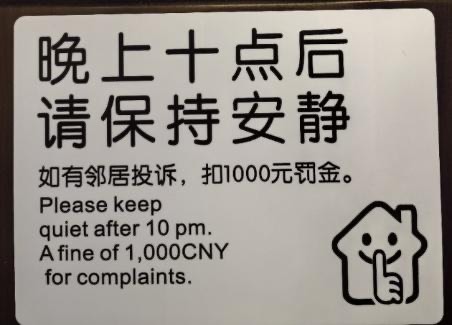 晚上十点后
请保持安静
如有邻居投诉，扣1000元罚金。
Please keep
quiet after 10 pm.
A fine of 1,000CNY
for complaints.